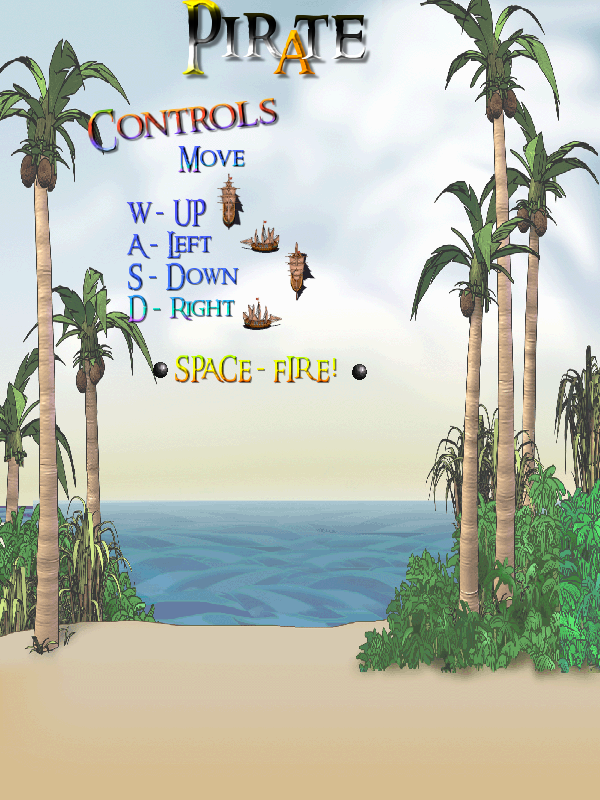 PIRATE
CONTROLS
MOVE
W - UP
A - LEFT
S - DOWN
D - RIGHT
SPACE - FIRE!